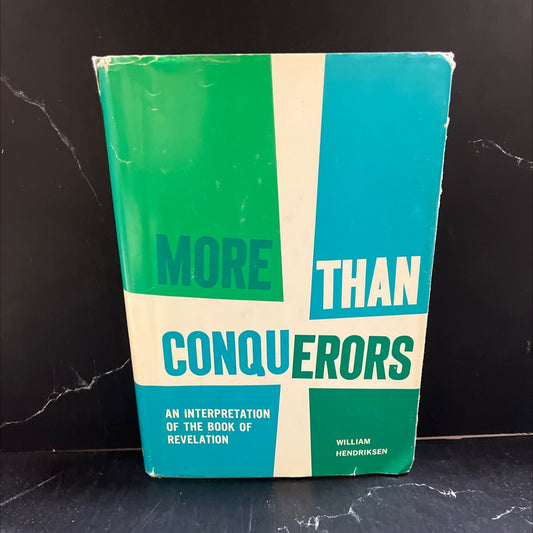 MORE THAN
CONQUERORS
AN INTERPRETATION
OF THE BOOK OF
REVELATION
WILLIAM
HENDRIKSEN